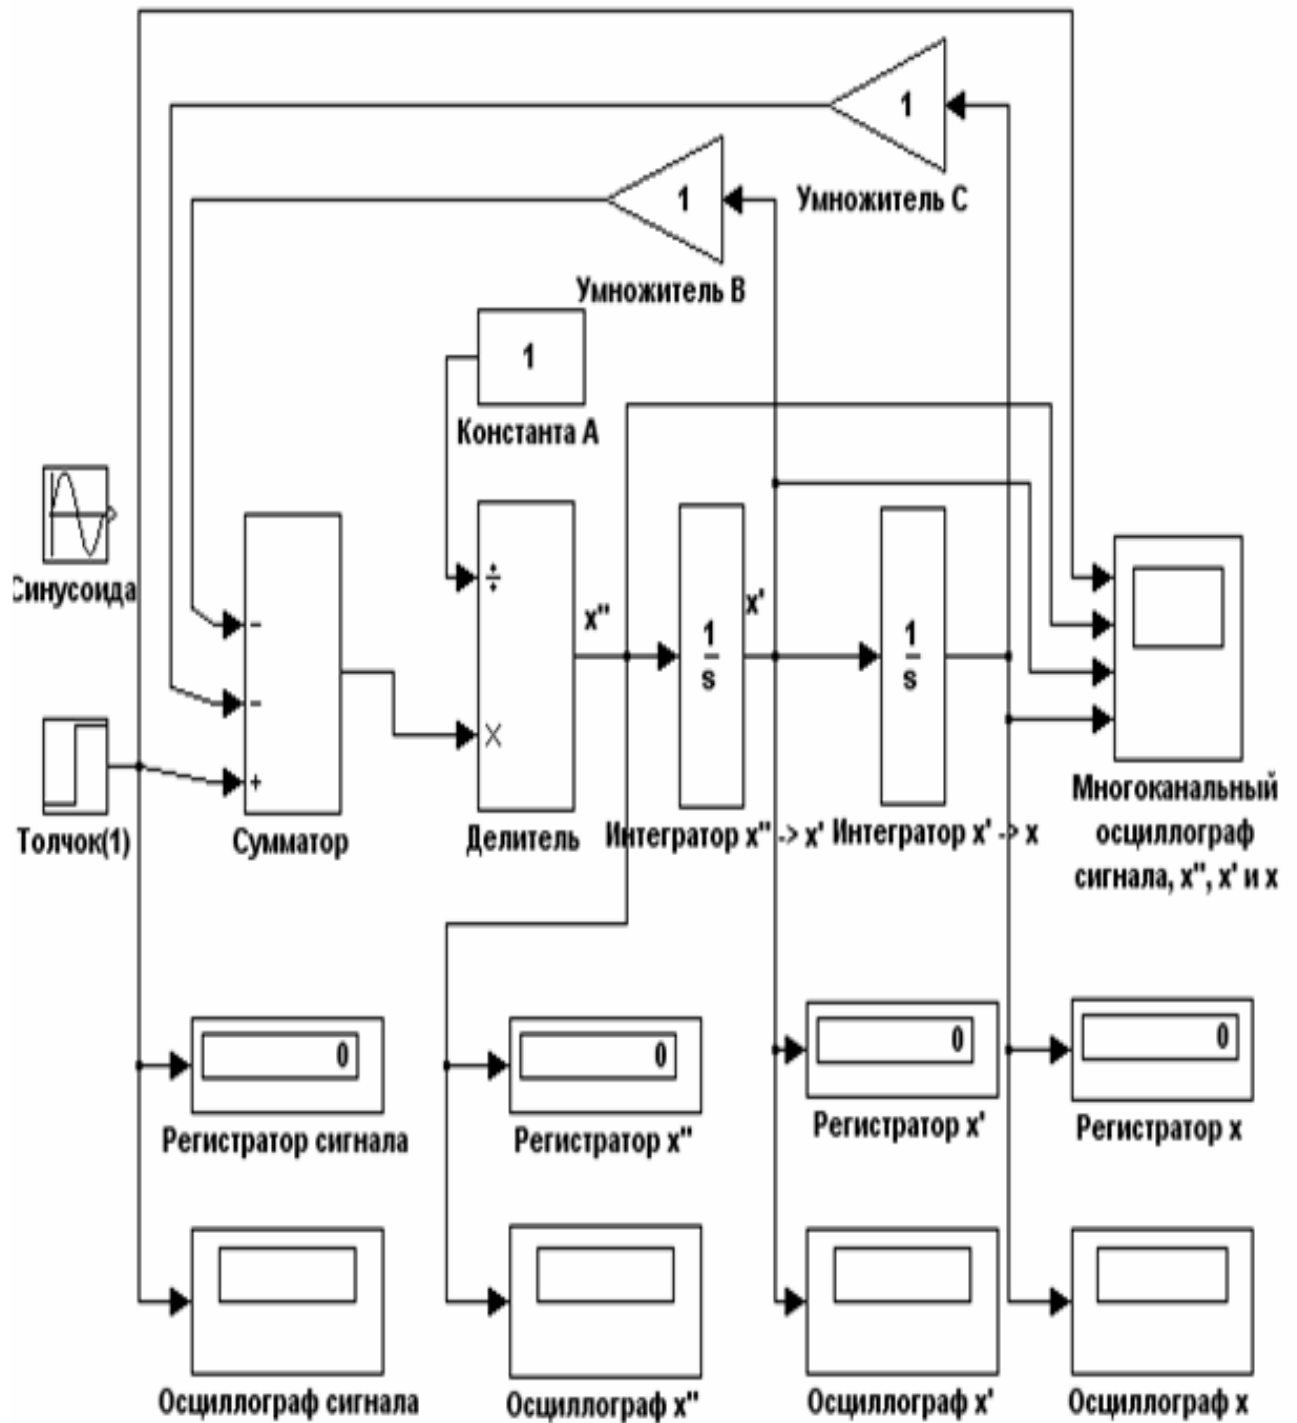 1
Умножитель C
1
Умножитель B
1
Константа A
Синусоида
÷
x"
x'
1
s
1
s
-
-
×
+
Толчок(1)
Сумматор
Делитель
Интегратор x" -> x'
Интегратор x' -> x
Многоканальный
осциллограф
сигнала, x", x' и x
0
0
0
0
Регистратор сигнала
Регистратор x"
Регистратор x'
Регистратор x
Осциллограф сигнала
Осциллограф x"
Осциллограф x'
Осциллограф x